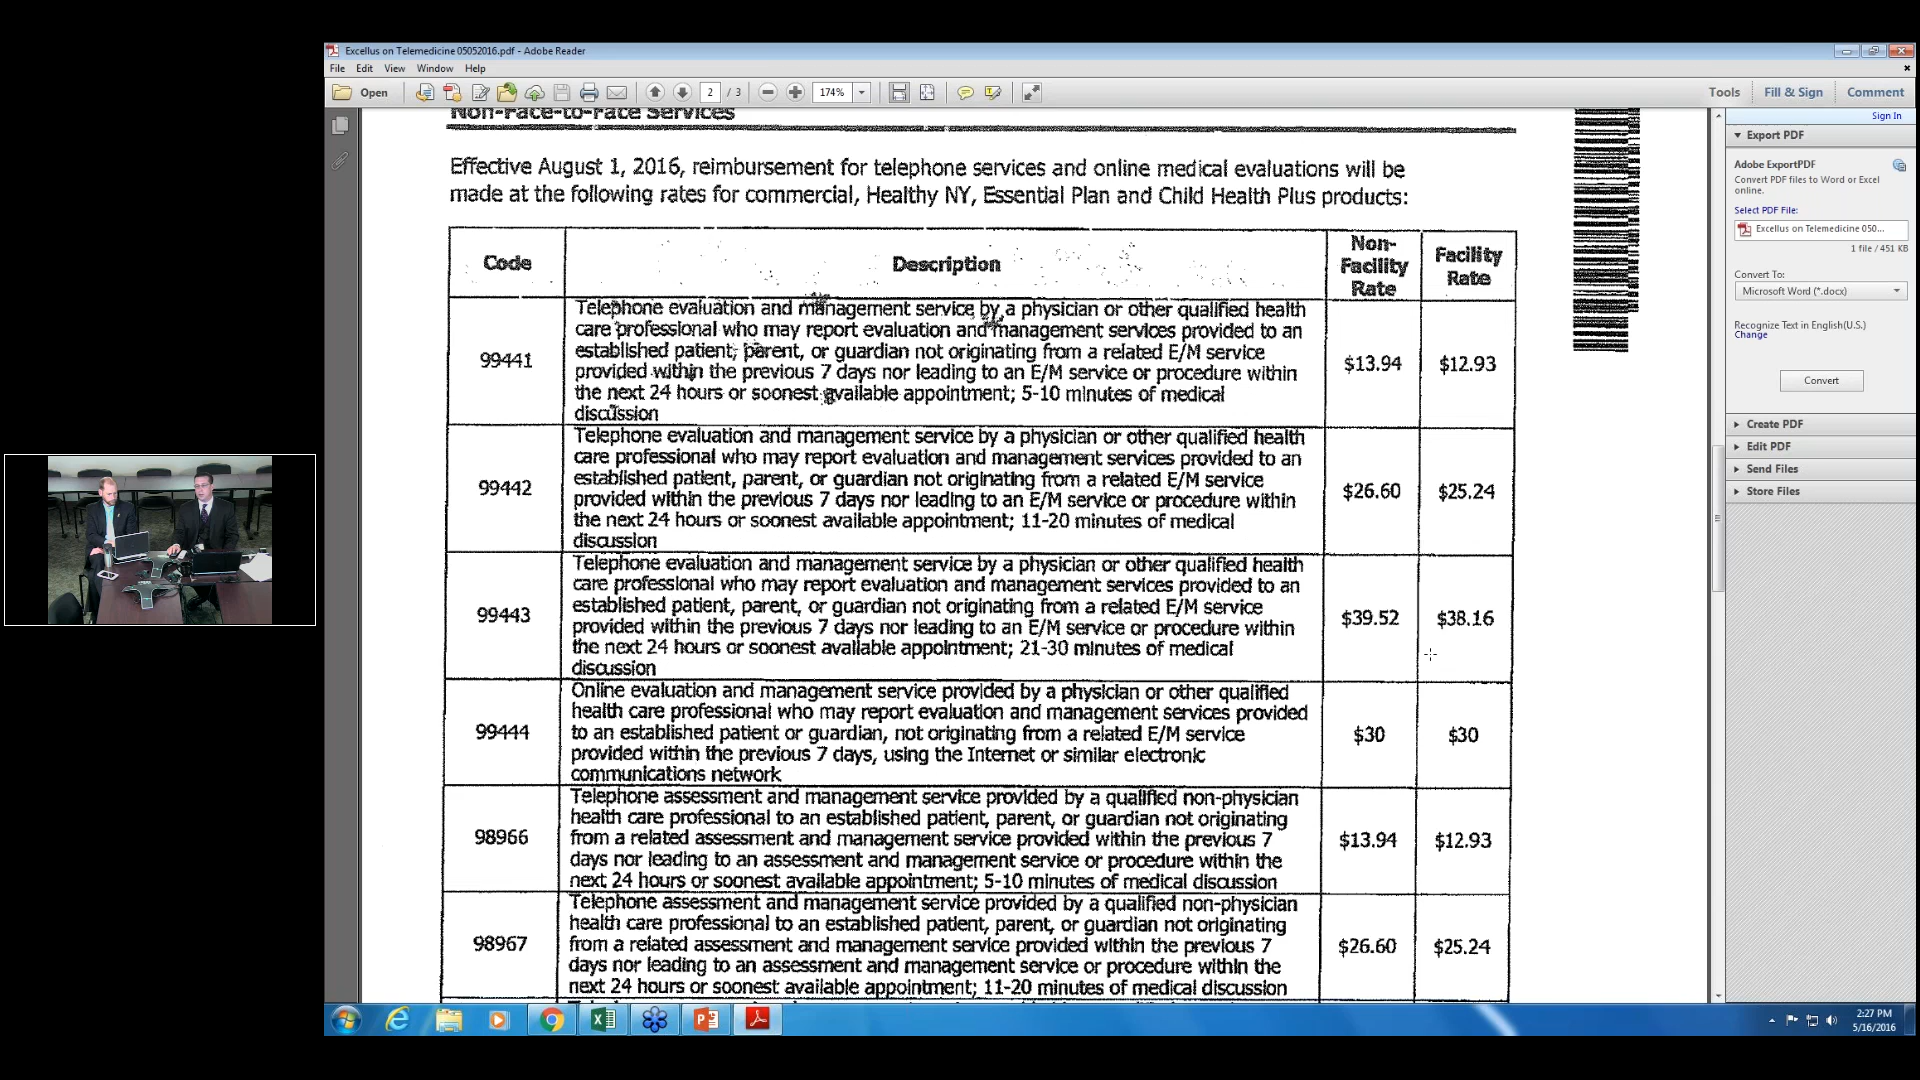 Excellus on Telemedicine 05052016.pdf - Adobe Reader
File Edit View Window Help
Open 2 / 3 174% Tools Fill & Sign Comment
Non-Face-to-Face Services
Effective August 1, 2016, reimbursement for telephone services and online medical evaluations will be
made at the following rates for commercial, Healthy NY, Essential Plan and Child Health Plus products:
Code
Description
Non-
Facility
Rate
Facility
Rate
99441
Telephone evaluation and management service by a physician or other qualified health
care professional who may report evaluation and management services provided to an
established patient, parent, or guardian not originating from a related E/M service
provided within the previous 7 days nor leading to an E/M service or procedure within
the next 24 hours or soonest available appointment; 5-10 minutes of medical
discussion
$13.94
$12.93
99442
Telephone evaluation and management service by a physician or other qualified health
care professional who may report evaluation and management services provided to an
established patient, parent, or guardian not originating from a related E/M service
provided within the previous 7 days nor leading to an E/M service or procedure within
the next 24 hours or soonest available appointment; 11-20 minutes of medical
discussion
$26.60
$25.24
99443
Telephone evaluation and management service by a physician or other qualified health
care professional who may report evaluation and management services provided to an
established patient, parent, or guardian not originating from a related E/M service
provided within the previous 7 days nor leading to an E/M service or procedure within
the next 24 hours or soonest available appointment; 21-30 minutes of medical
discussion
$39.52
$38.16
99444
Online evaluation and management service provided by a physician or other qualified
health care professional who may report evaluation and management services provided
to an established patient or guardian, not originating from a related E/M service
provided within the previous 7 days, using the Internet or similar electronic
communications network
$30
$30
98966
Telephone assessment and management service provided by a qualified non-physician
health care professional to an established patient, parent, or guardian not originating
from a related assessment and management service provided within the previous 7
days nor leading to an assessment and management service or procedure within the
next 24 hours or soonest available appointment; 5-10 minutes of medical discussion
$13.94
$12.93
98967
Telephone assessment and management service provided by a qualified non-physician
health care professional to an established patient, parent, or guardian not originating
from a related assessment and management service provided within the previous 7
days nor leading to an assessment and management service or procedure within the
next 24 hours or soonest available appointment; 11-20 minutes of medical discussion
$26.60
$25.24
Sign In
Export PDF
Adobe ExportPDF
Convert PDF files to Word or Excel
online.
Select PDF File:
Excellus on Telemedicine 050...
1 file / 451 KB
Convert To:
Microsoft Word (*.docx)
Recognize Text in English(U.S.)
Change
Convert
Create PDF
Edit PDF
Send Files
Store Files
2:27 PM
5/16/2016